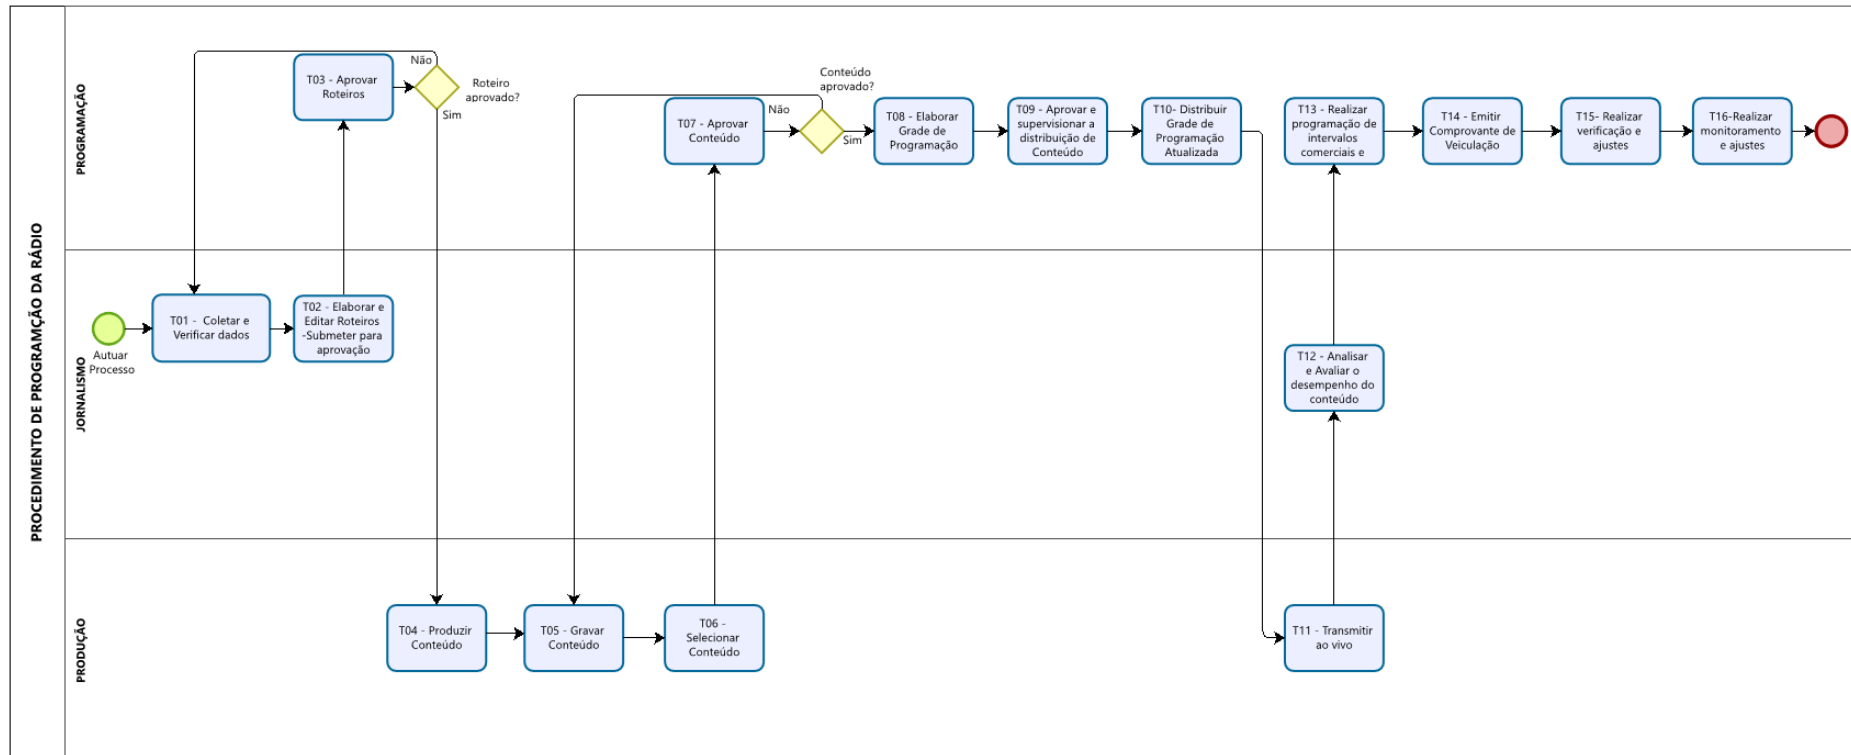 PROCEDIMENTO DE PROGRAMÇÃO DA RÁDIO
PROGRAMAÇÃO
T03 - Aprovar
Roteiros
Não
Roteiro
aprovado?
Sim
T07 - Aprovar
Conteúdo
Não
Conteúdo
aprovado?
Sim
T08 - Elaborar
Grade de
Programação
T09 - Aprovar e
supervisionar a
distribuição de
Conteúdo
T10- Distribuir
Grade de
Programação
Atualizada
T13 - Realizar
programação de
intervalos
comerciais e
T14 - Emitir
Comprovante de
Veiculação
T15- Realizar
verificação e
ajustes
T16-Realizar
monitoramento
e ajustes
JORNALISMO
Autuar
Processo
T01 - Coletar e
Verificar dados
T02 - Elaborar e
Editar Roteiros
-Submeter para
aprovação
T12 - Analisar
e Avaliar o
desempenho do
conteúdo
PRODUÇÃO
T04 - Produzir
Conteúdo
T05 - Gravar
Conteúdo
T06 -
Selecionar
Conteúdo
T11 - Transmitir
ao vivo